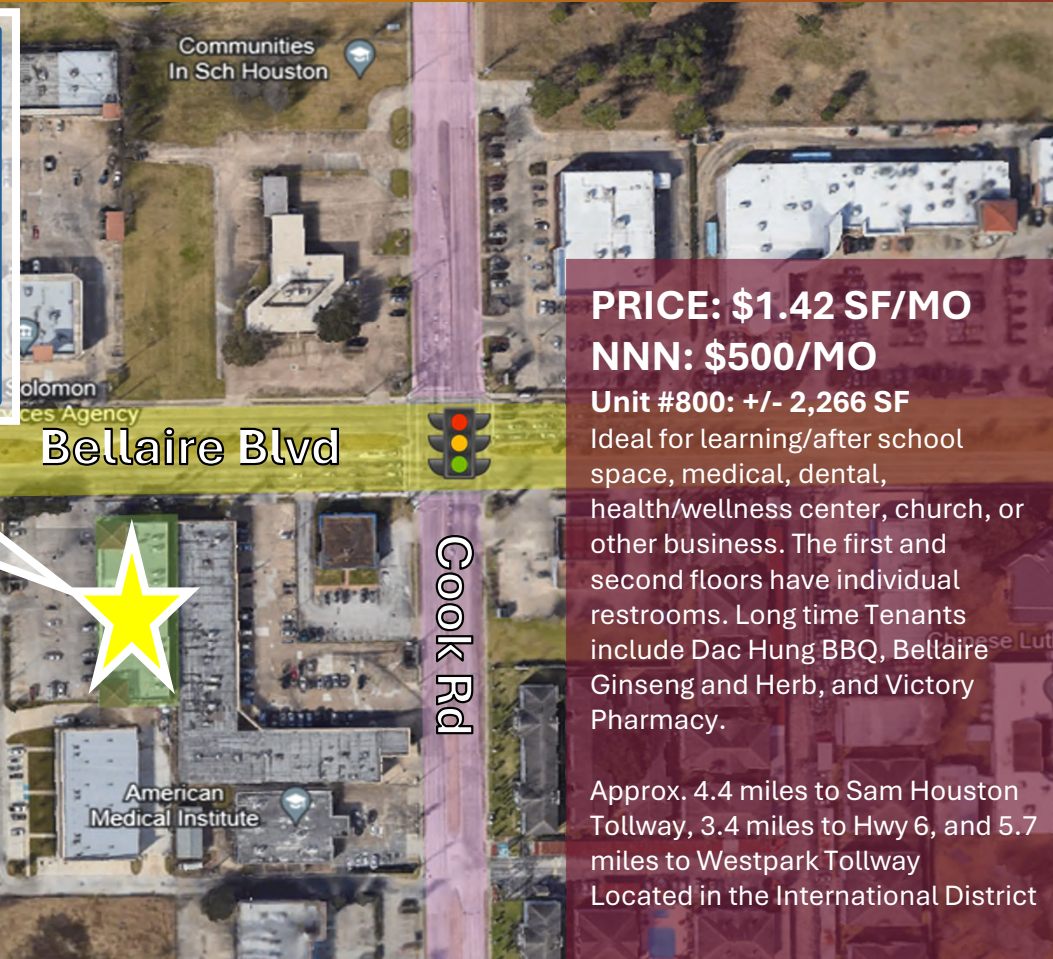 Communities
In Sch Houston
PRICE: $1.42 SF/MO
NNN: $500/MO
Unit #800: +/- 2,266 SF
Ideal for learning/after school
space, medical, dental,
health/wellness center, church, or
other business. The first and
second floors have individual
restrooms. Long time Tenants
include Dac Hung BBQ, Bellaire
Ginseng and Herb, and Victory
Pharmacy.
Approx. 4.4 miles to Sam Houston
Tollway, 3.4 miles to Hwy 6, and 5.7
miles to Westpark Tollway
Located in the International District
Solomon
Agency
Bellaire Blvd
Cook Rd
Chinese Lut
American
Medical Institute